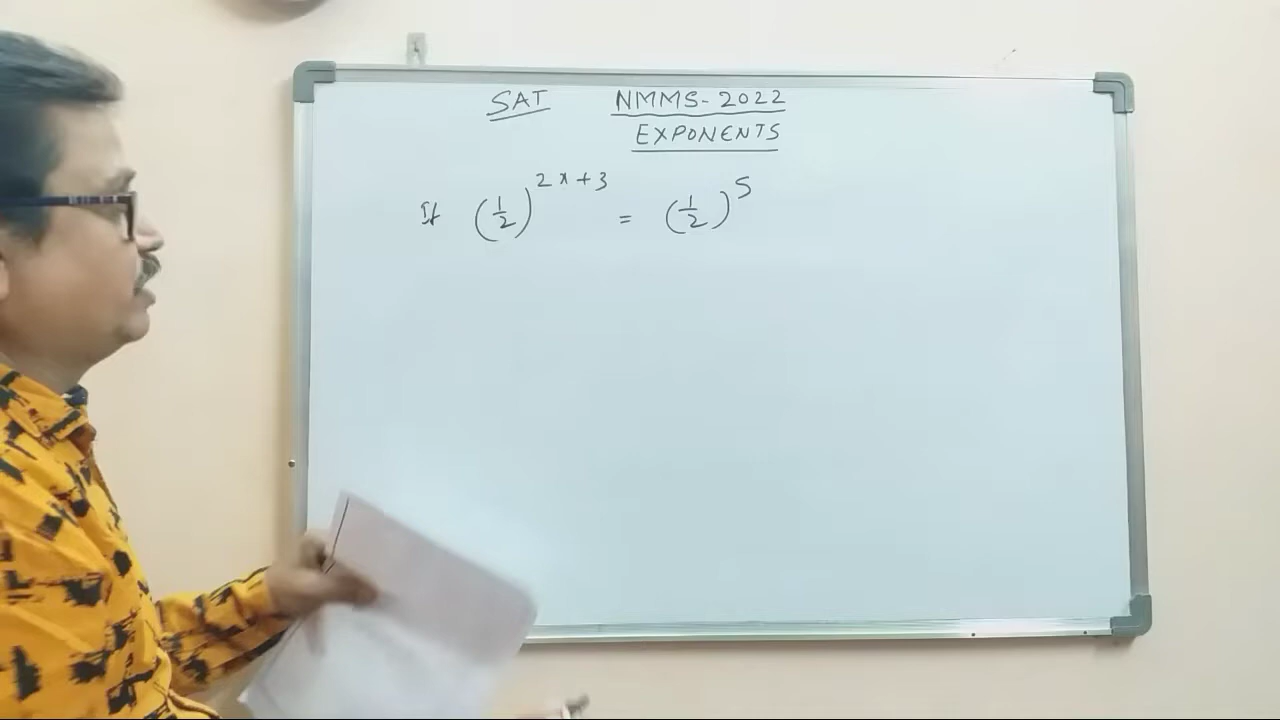 SAT NMMS-2022
EXPONENTS
If (1/2)^{2x+3} = (1/2)^5